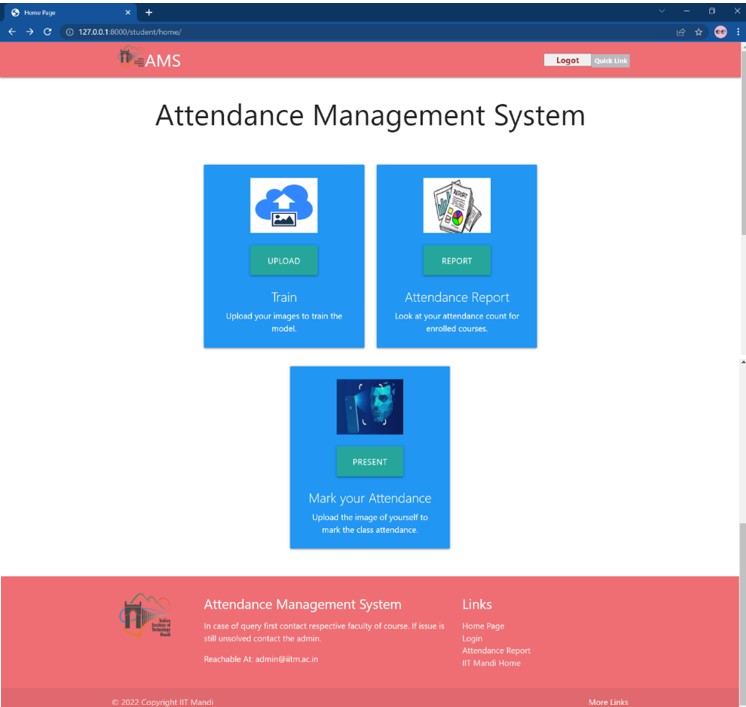 Home Page
127.0.0.1:8000/student/home/
AMS
Logot
Quick Link
Attendance Management System
REPORT
UPLOAD
REPORT
Train
Attendance Report
Upload your images to train the
model.
Look at your attendance count for
enrolled courses.
PRESENT
Mark your Attendance
Upload the image of yourself to
mark the class attendance.
Indian
Institute of
Technology
Mandi
Attendance Management System
In case of query first contact respective faculty of course. If issue is
still unsolved contact the admin.
Reachable At: admin@iitm.ac.in
Links
Home Page
Login
Attendance Report
IIT Mandi Home
© 2022 Copyright IIT Mandi
More Links